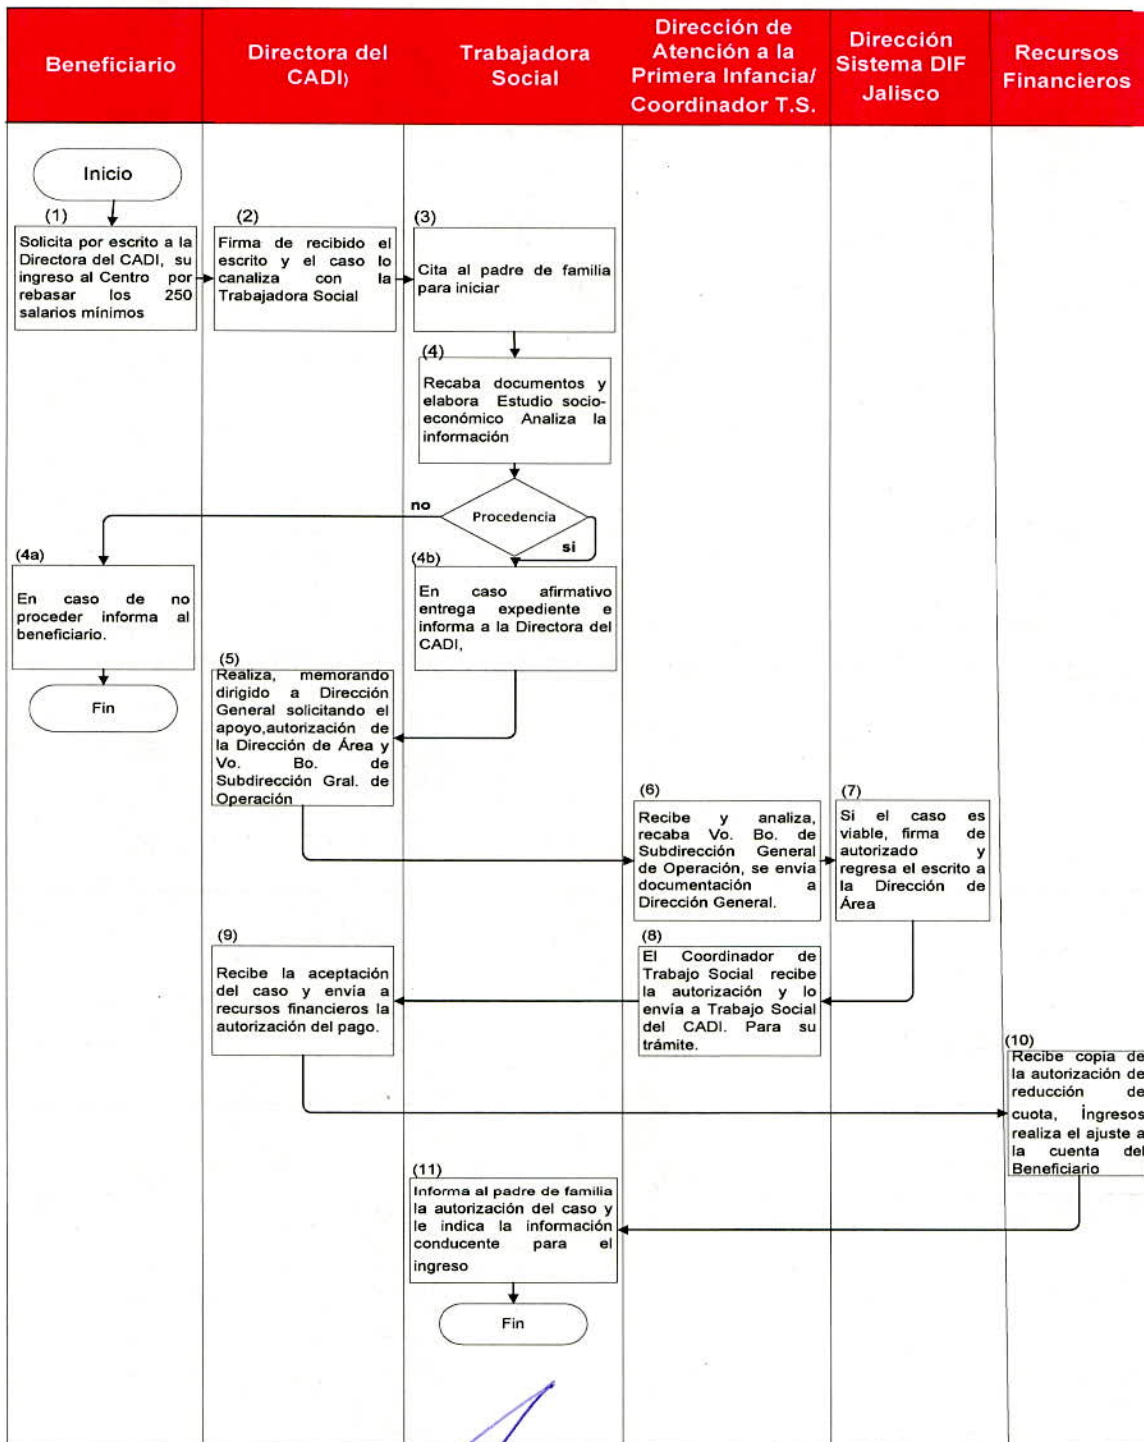 Beneficiario
Directora del
CADI)
Trabajadora
Social
Dirección de
Atención a la
Primera Infancia/
Coordinador T.S.
Dirección
Sistema DIF
Jalisco
Recursos
Financieros
Inicio
(1)
Solicita por escrito a la
Directora del CADI, su
ingreso al Centro por
rebasar los 250
salarios mínimos
(2)
Firma de recibido el
escrito y el caso lo
canaliza con la
Trabajadora Social
(3)
Cita al padre de familia
para iniciar
(4)
Recaba documentos y
elabora Estudio socio-
económico Analiza la
información
Procedencia
no
si
(4a)
En caso de no
proceder informa al
beneficiario.
Fin
(4b)
En caso afirmativo
entrega expediente e
informa a la Directora del
CADI,
(5)
Realiza, memorando
dirigido a Dirección
General solicitando el
apoyo,autorización de
la Dirección de Área y
Vo. Bo. de
Subdirección Gral. de
Operación
(6)
Recibe y analiza,
recaba Vo. Bo. de
Subdirección General
de Operación, se envía
documentación a
Dirección General.
(7)
Si el caso es
viable, firma de
autorizado y
regresa el escrito a
la Dirección de
Área
(8)
El Coordinador de
Trabajo Social recibe
la autorización y lo
envía a Trabajo Social
del CADI. Para su
trámite.
(9)
Recibe la aceptación
del caso y envía a
recursos financieros la
autorización del pago.
(10)
Recibe copia de
la autorización de
reducción de
cuota, Ingresos
realiza el ajuste a
la cuenta del
Beneficiario
(11)
Informa al padre de familia
la autorización del caso y
le indica la información
conducente para el
ingreso
Fin